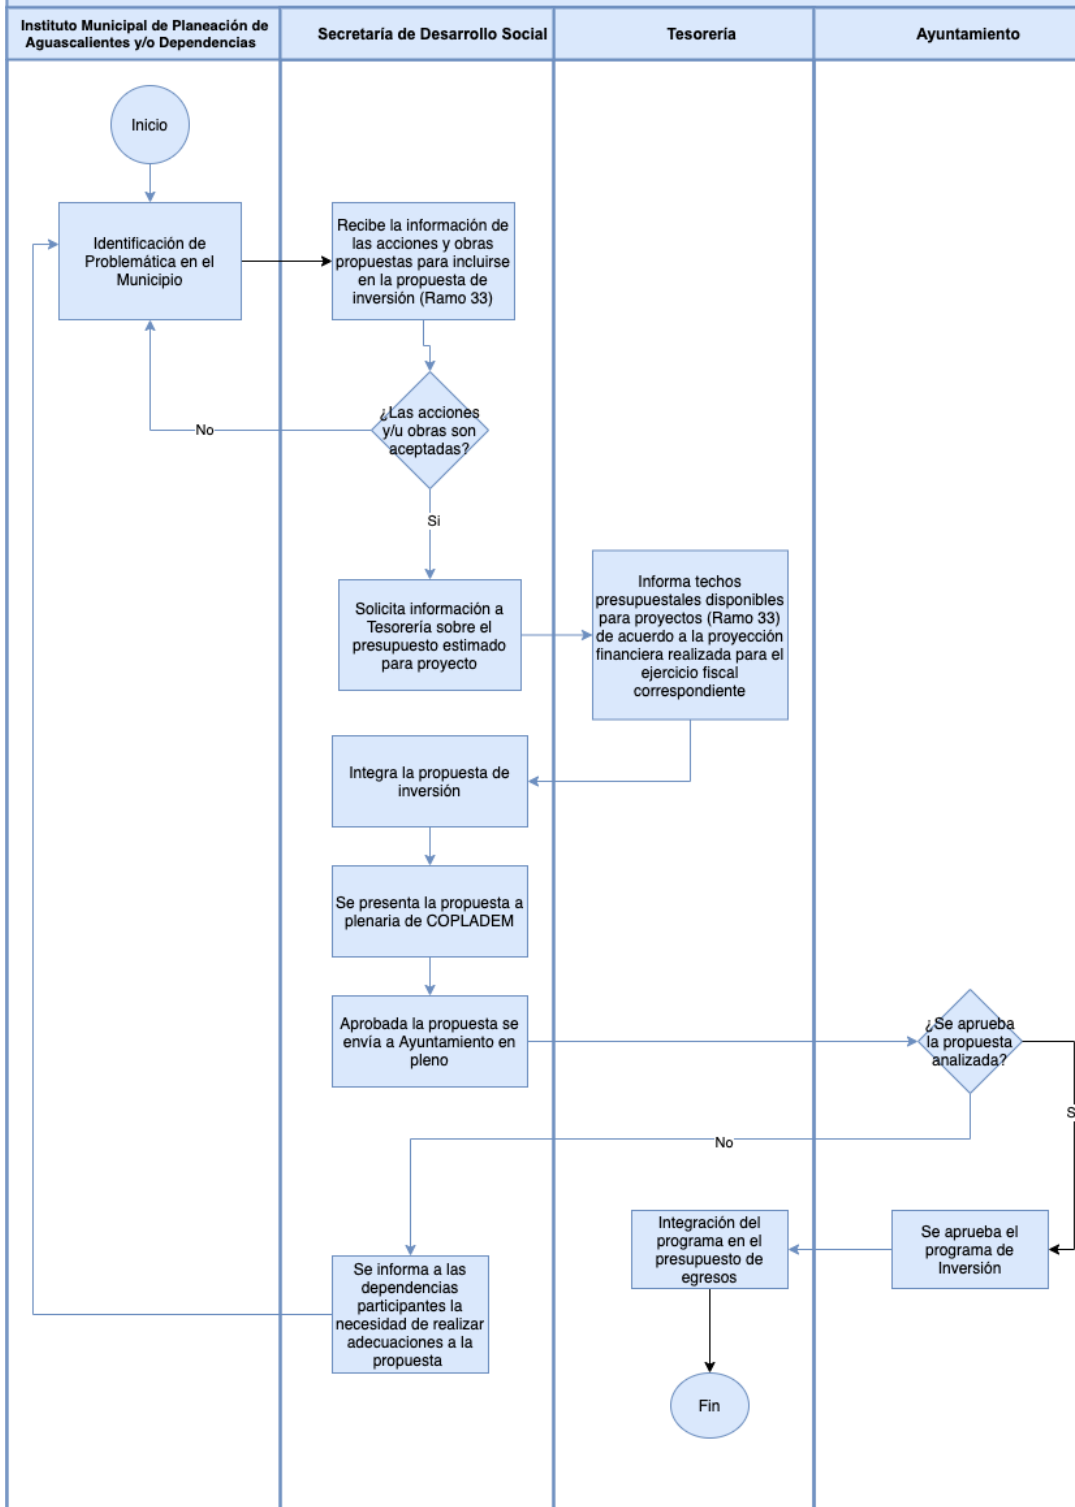 Instituto Municipal de Planeación de
Aguascalientes y/o Dependencias
Secretaría de Desarrollo Social
Tesorería
Ayuntamiento
Inicio
Identificación de
Problemática en el
Municipio
Recibe la información de
las acciones y obras
propuestas para incluirse
en la propuesta de
inversión (Ramo 33)
¿Las acciones
y/u obras son
aceptadas?
No
Si
Solicita información a
Tesorería sobre el
presupuesto estimado
para proyecto
Informa techos
presupuestales disponibles
para proyectos (Ramo 33)
de acuerdo a la proyección
financiera realizada para el
ejercicio fiscal
correspondiente
Integra la propuesta de
inversión
Se presenta la propuesta a
plenaria de COPLADEM
Aprobada la propuesta se
envía a Ayuntamiento en
pleno
¿Se aprueba
la propuesta
analizada?
S
No
Se aprueba el
programa de
Inversión
Integración del
programa en el
presupuesto de
egresos
Se informa a las
dependencias
participantes la
necesidad de realizar
adecuaciones a la
propuesta
Fin